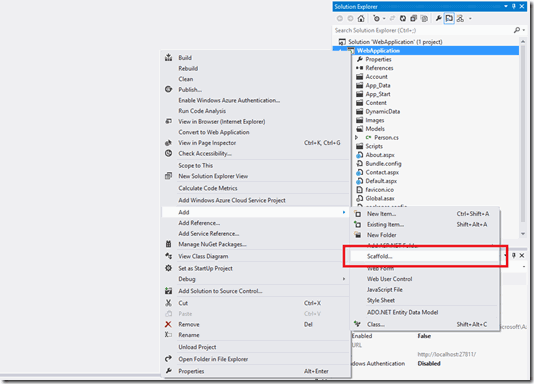 Solution Explorer
Search Solution Explorer (Ctrl+;)
Solution 'WebApplication' (1 project)
WebApplication
Properties
References
Account
App_Data
App_Start
Content
DynamicData
Images
Models
Person.cs
Scripts
About.aspx
Bundle.config
Contact.aspx
Default.aspx
favicon.ico
Global.asax
Build
Rebuild
Clean
Publish...
Enable Windows Azure Authentication...
Run Code Analysis
View in Browser (Internet Explorer)
Convert to Web Application
View in Page Inspector Ctrl+K, Ctrl+G
Check Accessibility...
Scope to This
New Solution Explorer View
Calculate Code Metrics
Add Windows Azure Cloud Service Project
Add
Add Reference...
Add Service Reference...
Manage NuGet Packages...
View Class Diagram
Set as StartUp Project
Debug
Add Solution to Source Control...
Cut Ctrl+X
Paste Ctrl+V
Remove Del
Rename
Unload Project
Open Folder in File Explorer
Properties Alt+Enter
New Item... Ctrl+Shift+A
Existing Item... Shift+Alt+A
New Folder
Add ASP.NET Folder
Scaffold...
Web Form
Web User Control
JavaScript File
Style Sheet
ADO.NET Entity Data Model
Class... Shift+Alt+C
Enabled False
URL
http://localhost:27811/
Windows Authentication Disabled